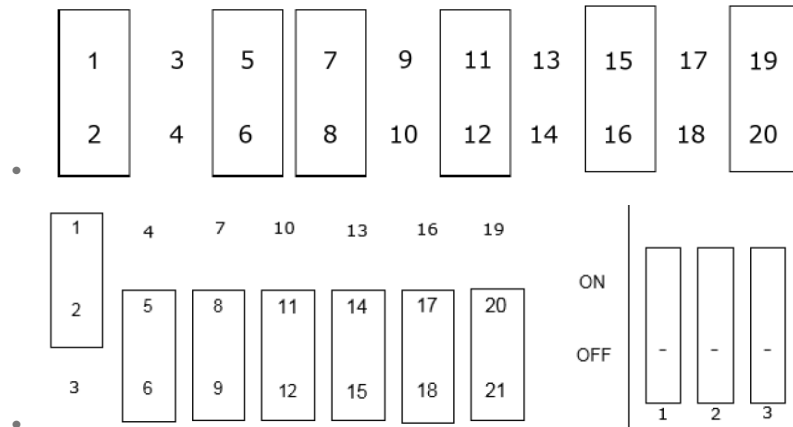 1 3 5 7 9 11 13 15 17 19
2 4 6 8 10 12 14 16 18 20
1 4 7 10 13 16 19
2 5 8 11 14 17 20
3 6 9 12 15 18 21
ON
OFF - - -
1 2 3